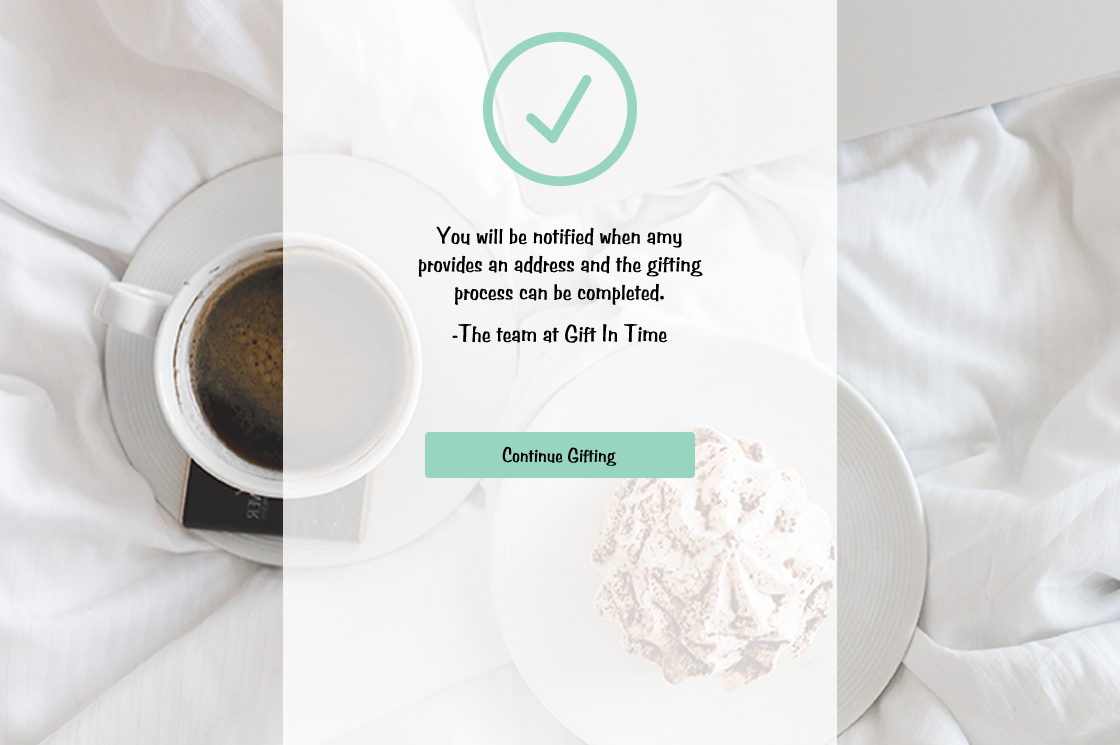 You will be notified when amy
provides an address and the gifting
process can be completed.
-The team at Gift In Time
Continue Gifting